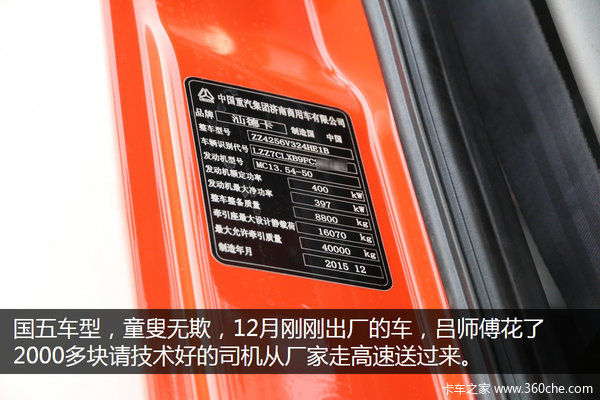 中国重汽集团济南商用车有限公司
品牌 汕德卡 制造国 中国
整车型号 ZZ4256V324HE1B
车辆识别代号 LZZ7CLXB9FC
发动机型号 MC13.54-50
发动机额定功率 400 kW
发动机最大净功率 397 kW
整车整备质量 8800 kg
牵引座最大设计静载荷 16070 kg
最大允许牵引质量 40000 kg
制造年月 2015 12
国五车型，童叟无欺，12月刚刚出厂的车，吕师傅花了
2000多块请技术好的司机从厂家走高速送过来。
卡车之家 www.360che.com